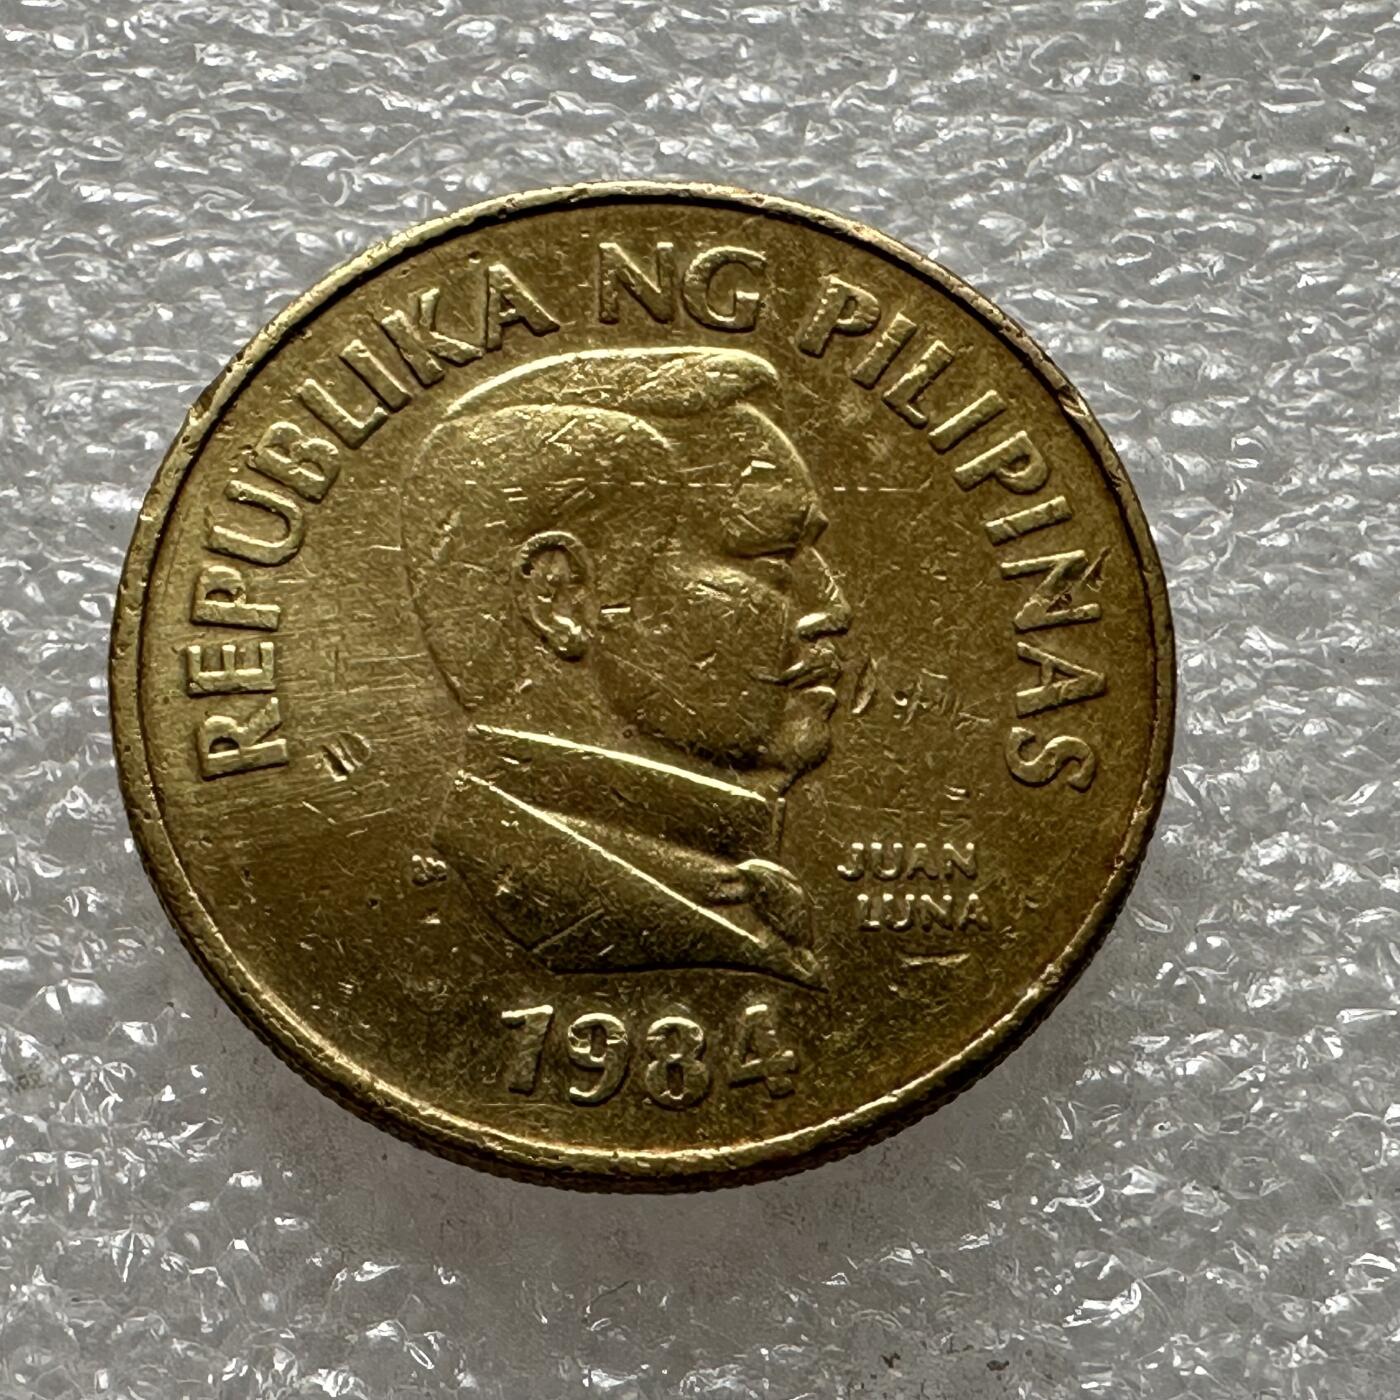 REPUBLIKA NG PILIPINAS
JUAN
LUNA
1984